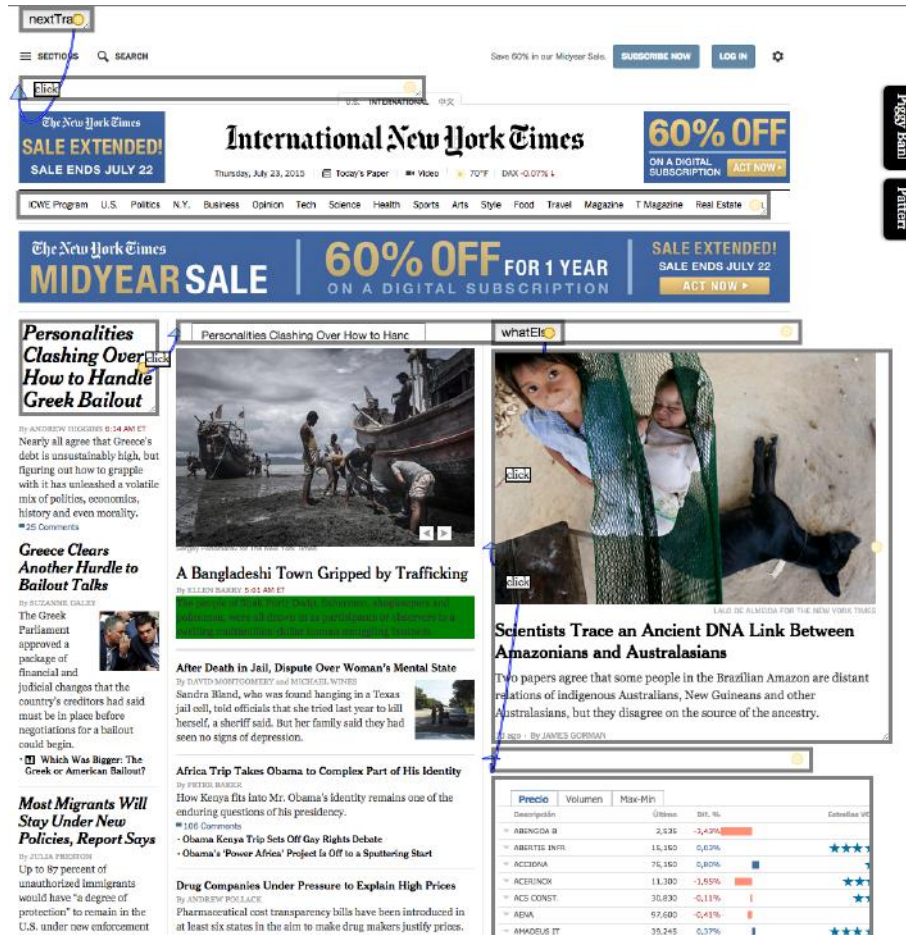 nextTra
SECTIONS SEARCH
Save 60% in our Midyear Sale. SUBSCRIBE NOW LOG IN
click
U.S. INTERNATIONAL 中文
The New York Times
SALE EXTENDED!
SALE ENDS JULY 22
International New York Times
Thursday, July 23, 2015 Today's Paper Video 70°F DAX -0.07%↓
60% OFF
ON A DIGITAL
SUBSCRIPTION ACT NOW
Piggy Bank
Pattern
ICWE Program U.S. Politics N.Y. Business Opinion Tech Science Health Sports Arts Style Food Travel Magazine T Magazine Real Estate
The New York Times
MIDYEAR SALE
60% OFF FOR 1 YEAR
ON A DIGITAL SUBSCRIPTION
SALE EXTENDED!
SALE ENDS JULY 22
ACT NOW
Personalities
Clashing Over
How to Handle
Greek Bailout
click
By ANDREW HIGGINS 6:14 AM ET
Nearly all agree that Greece's
debt is unsustainably high, but
figuring out how to grapple
with it has unleashed a volatile
mix of politics, economics,
history and even morality.
25 Comments
Greece Clears
Another Hurdle to
Bailout Talks
By SUZANNE DALEY
The Greek
Parliament
approved a
package of
financial and
judicial changes that the
country's creditors had said
must be in place before
negotiations for a bailout
could begin.
Which Was Bigger: The
Greek or American Bailout?
Most Migrants Will
Stay Under New
Policies, Report Says
By JULIA PRESTON
Up to 87 percent of
unauthorized immigrants
would have "a degree of
protection" to remain in the
U.S. under new enforcement
Personalities Clashing Over How to Hand
Sergey Ponomarev for The New York Times
A Bangladeshi Town Gripped by Trafficking
By ELLEN BARRY 5:01 AM ET
After Death in Jail, Dispute Over Woman's Mental State
By DAVID MONTGOMERY and MICHAEL WINES
Sandra Bland, who was found hanging in a Texas
jail cell, told officials that she tried last year to kill
herself, a sheriff said. But her family said they had
seen no signs of depression.
Africa Trip Takes Obama to Complex Part of His Identity
By PETER BAKER
How Kenya fits into Mr. Obama's identity remains one of the
enduring questions of his presidency.
106 Comments
· Obama Kenya Trip Sets Off Gay Rights Debate
· Obama's 'Power Africa' Project Is Off to a Sputtering Start
Drug Companies Under Pressure to Explain High Prices
By ANDREW POLLACK
Pharmaceutical cost transparency bills have been introduced in
at least six states in the aim to make drug makers justify prices.
whatEls
click
click
LALO DE ALMEIDA FOR THE NEW YORK TIMES
Scientists Trace an Ancient DNA Link Between
Amazonians and Australasians
Two papers agree that some people in the Brazilian Amazon are distant
relations of indigenous Australians, New Guineans and other
Australasians, but they disagree on the source of the ancestry.
ago · By JAMES GORMAN
Precio Volumen Max-Min
Descripción Último Dif. %
ABENGOA B 2,535 -3,43%
ABERTIS INFR. 15,150 0,03%
ACCIONA 75,150 0,80%
ACERINOX 11,300 -1,95%
ACS CONST. 30,830 -0,11%
AENA 97,600 -0,41%
AMADEUS IT 39,245 0,37%